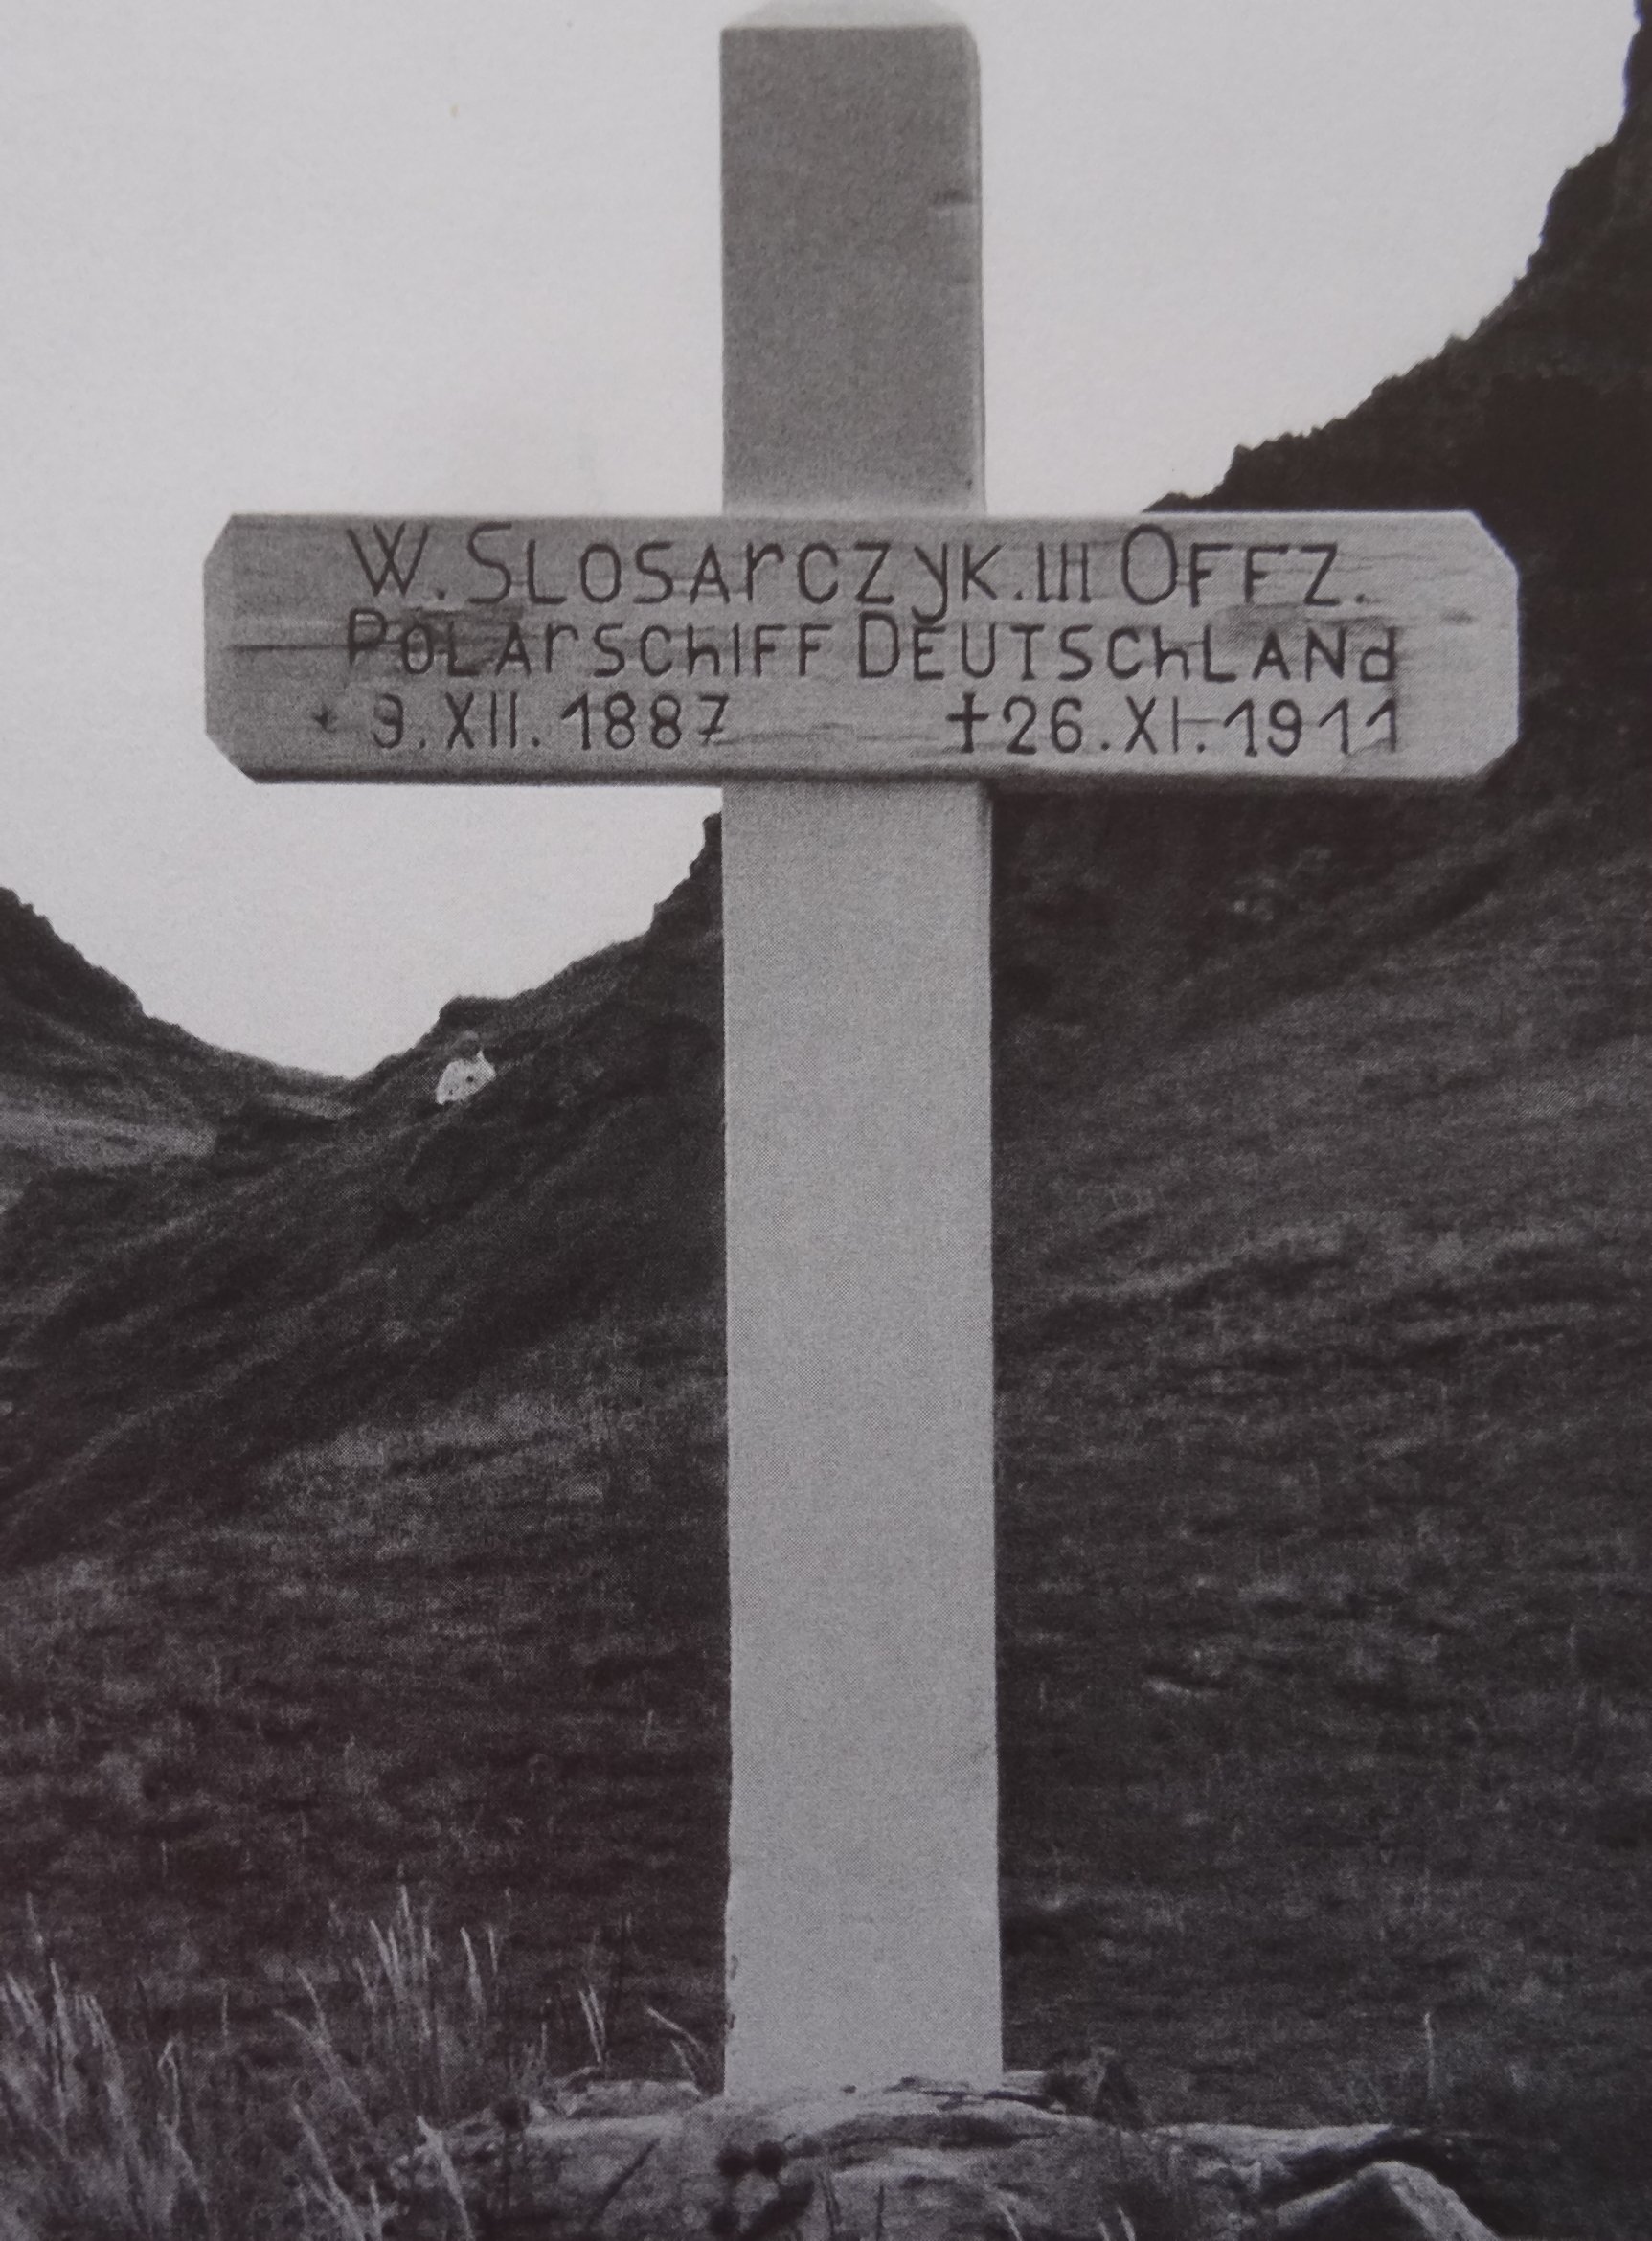 W. SLOSARCZYK. III OFFZ.
POLARSCHIFF DEUTSCHLAND
* 9. XII. 1887 †26. XI. 1911